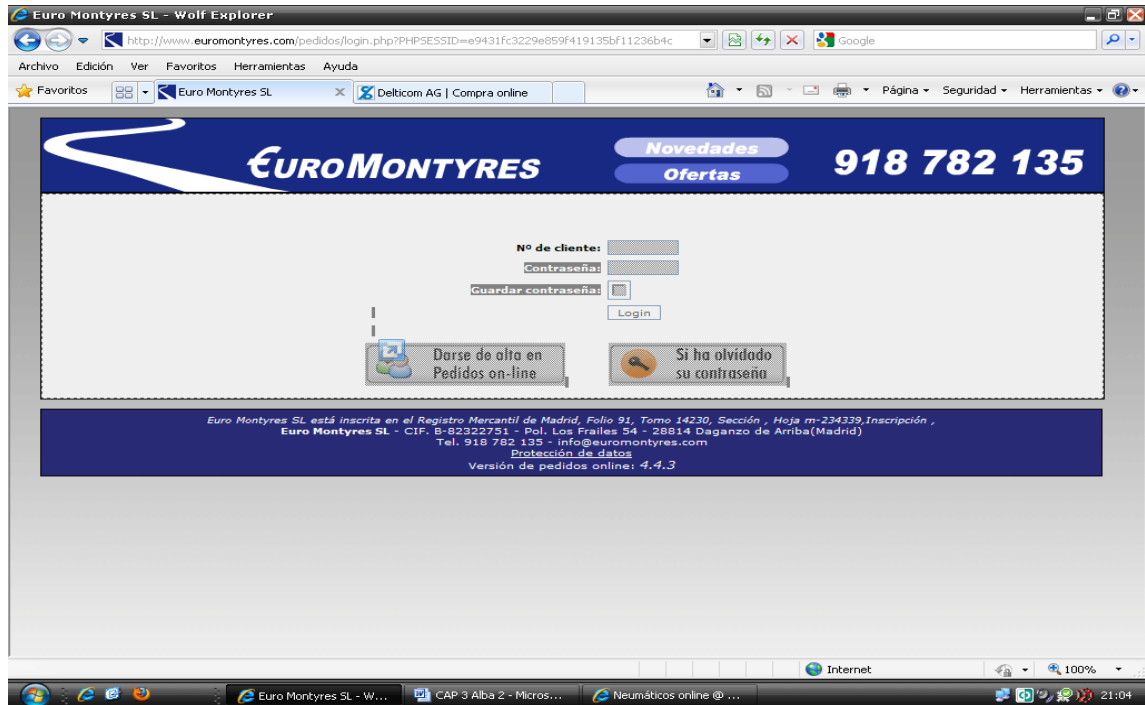 Euro Montyres SL - Wolf Explorer
http://www.euromontyres.com/pedidos/login.php?PHPSESSID=e9431fc3229e859f419135bf11236b4c
Google
Archivo Edición Ver Favoritos Herramientas Ayuda
Favoritos Euro Montyres SL Delticom AG | Compra online Página Seguridad Herramientas
€UROMONTYRES Novedades Ofertas 918 782 135
Nº de cliente:
Contraseña:
Guardar contraseña:
Login
Darse de alta en Pedidos on-line
Si ha olvidado su contraseña
Euro Montyres SL está inscrita en el Registro Mercantil de Madrid, Folio 91, Tomo 14230, Sección , Hoja m-234339,Inscripción ,
Euro Montyres SL - CIF. B-82322751 - Pol. Los Frailes 54 - 28814 Daganzo de Arriba(Madrid)
Tel. 918 782 135 - info@euromontyres.com
Protección de datos
Versión de pedidos online: 4.4.3
Internet 100%
Euro Montyres SL - W... CAP 3 Alba 2 - Micros... Neumáticos online @ ... 21:04